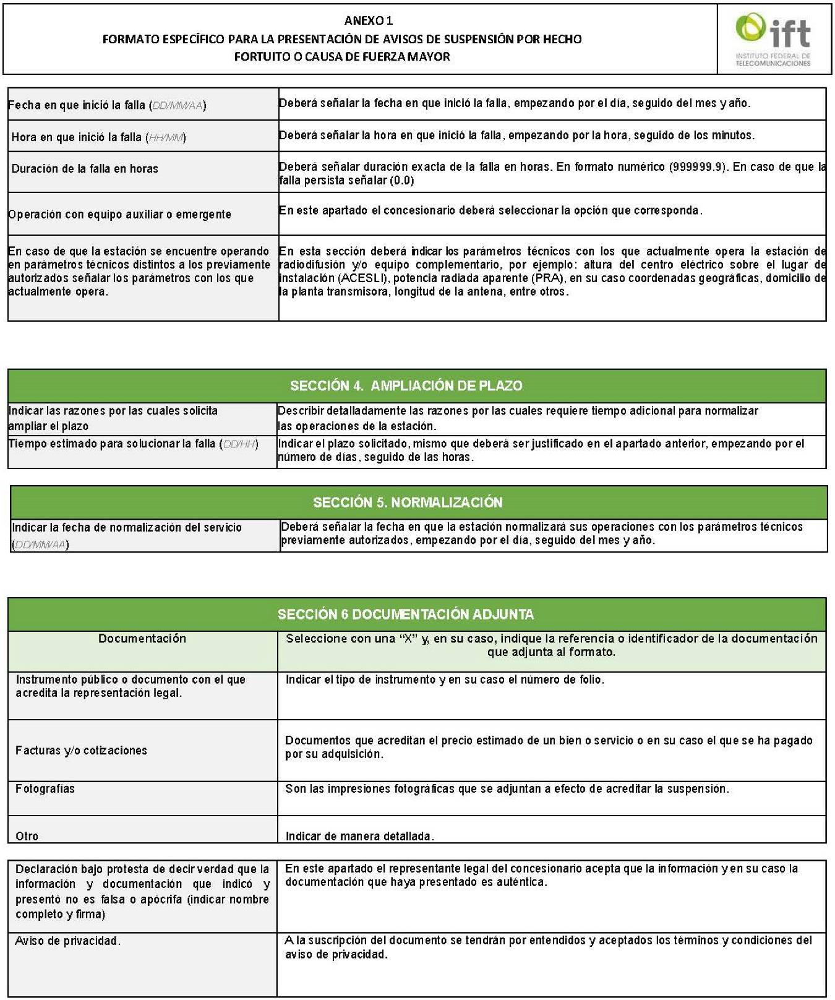 ANEXO 1
FORMATO ESPECÍFICO PARA LA PRESENTACIÓN DE AVISOS DE SUSPENSIÓN POR HECHO
FORTUITO O CAUSA DE FUERZA MAYOR
ift
INSTITUTO FEDERAL DE
TELECOMUNICACIONES
Fecha en que inició la falla (DD/MM/AA)
Deberá señalar la fecha en que inició la falla, empezando por el día, seguido del mes y año.
Hora en que inició la falla (HH/MM)
Deberá señalar la hora en que inició la falla, empezando por la hora, seguido de los minutos.
Duración de la falla en horas
Deberá señalar duración exacta de la falla en horas. En formato numérico (999999.9). En caso de que la
falla persista señalar (0.0)
Operación con equipo auxiliar o emergente
En este apartado el concesionario deberá seleccionar la opción que corresponda.
En caso de que la estación se encuentre operando
en parámetros técnicos distintos a los previamente
autorizados señalar los parámetros con los que
actualmente opera.
En esta sección deberá indicar los parámetros técnicos con los que actualmente opera la estación de
radiodifusión y/o equipo complementario, por ejemplo: altura del centro eléctrico sobre el lugar de
instalación (ACESLI), potencia radiada aparente (PRA), en su caso coordenadas geográficas, domicilio de
la planta transmisora, longitud de la antena, entre otros.
SECCIÓN 4. AMPLIACIÓN DE PLAZO
Indicar las razones por las cuales solicita
ampliar el plazo
Describir detalladamente las razones por las cuales requiere tiempo adicional para normalizar
las operaciones de la estación.
Tiempo estimado para solucionar la falla (DD/HH)
Indicar el plazo solicitado, mismo que deberá ser justificado en el apartado anterior, empezando por el
número de días, seguido de las horas.
SECCIÓN 5. NORMALIZACIÓN
Indicar la fecha de normalización del servicio
(DD/MM/AA)
Deberá señalar la fecha en que la estación normalizará sus operaciones con los parámetros técnicos
previamente autorizados, empezando por el día, seguido del mes y año.
SECCIÓN 6 DOCUMENTACIÓN ADJUNTA
Documentación
Seleccione con una “X” y, en su caso, indique la referencia o identificador de la documentación
que adjunta al formato.
Instrumento público o documento con el que
acredita la representación legal.
Indicar el tipo de instrumento y en su caso el número de folio.
Facturas y/o cotizaciones
Documentos que acreditan el precio estimado de un bien o servicio o en su caso el que se ha pagado
por su adquisición.
Fotografías
Son las impresiones fotográficas que se adjuntan a efecto de acreditar la suspensión.
Otro
Indicar de manera detallada.
Declaración bajo protesta de decir verdad que la
información y documentación que indicó y
presentó no es falsa o apócrifa (indicar nombre
completo y firma)
En este apartado el representante legal del concesionario acepta que la información y en su caso la
documentación que haya presentado es auténtica.
Aviso de privacidad.
A la suscripción del documento se tendrán por entendidos y aceptados los términos y condiciones del
aviso de privacidad.